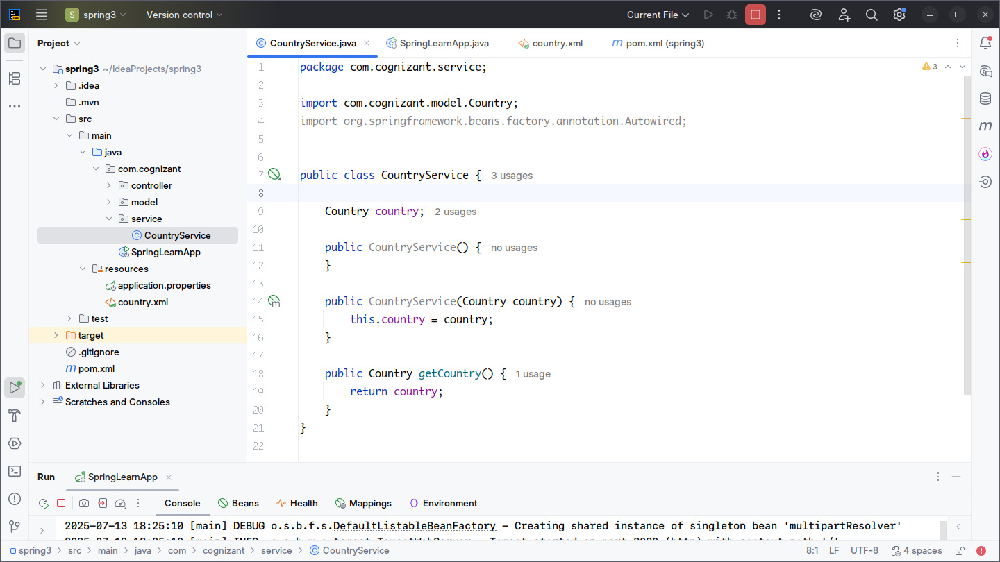 S spring3 Version control Current File
Project
CountryService.java SpringLearnApp.java country.xml m pom.xml (spring3)
spring3 ~/IdeaProjects/spring3
.idea
.mvn
src
main
java
com.cognizant
controller
model
service
CountryService
SpringLearnApp
resources
application.properties
country.xml
test
target
.gitignore
m pom.xml
External Libraries
Scratches and Consoles
3
1 package com.cognizant.service;
2
3 import com.cognizant.model.Country;
4 import org.springframework.beans.factory.annotation.Autowired;
5
6
7 public class CountryService { 3 usages
8
9 Country country; 2 usages
10
11 public CountryService() { no usages
12 }
13
14 public CountryService(Country country) { no usages
15 this.country = country;
16 }
17
18 public Country getCountry() { 1 usage
19 return country;
20 }
21 }
22
Run SpringLearnApp
Console Beans Health Mappings Environment
2025-07-13 18:25:10 [main] DEBUG o.s.b.f.s.DefaultListableBeanFactory – Creating shared instance of singleton bean 'multipartResolver'
spring3 > src > main > java > com > cognizant > service > CountryService 8:1 LF UTF-8 4 spaces